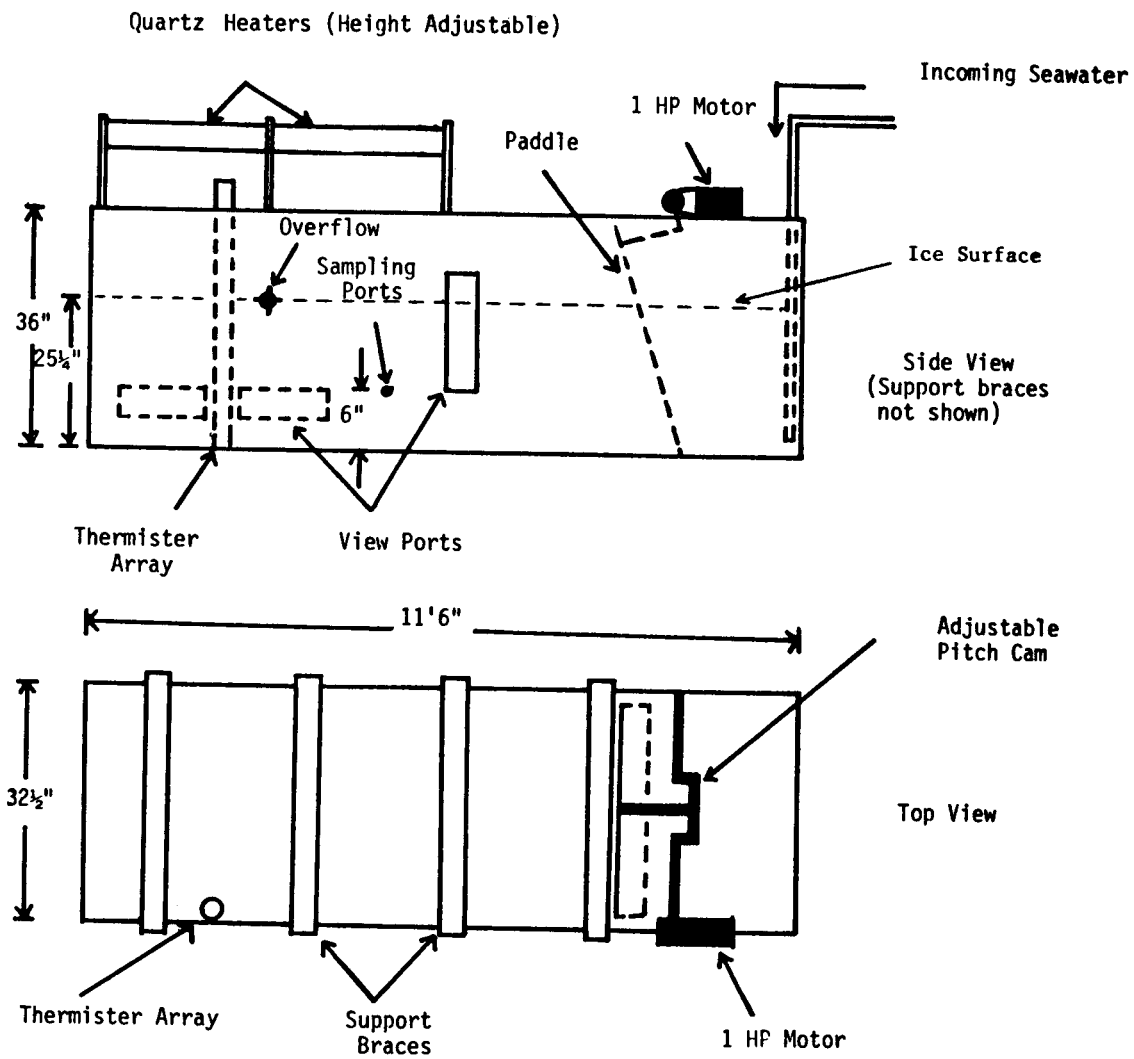 Quartz Heaters (Height Adjustable)
Incoming Seawater
1 HP Motor
Paddle
Overflow
Sampling
Ports
Ice Surface
36"
25¼"
6"
Side View
(Support braces
not shown)
Thermister
Array
View Ports
11'6"
Adjustable
Pitch Cam
32½"
Top View
Thermister Array
Support
Braces
1 HP Motor